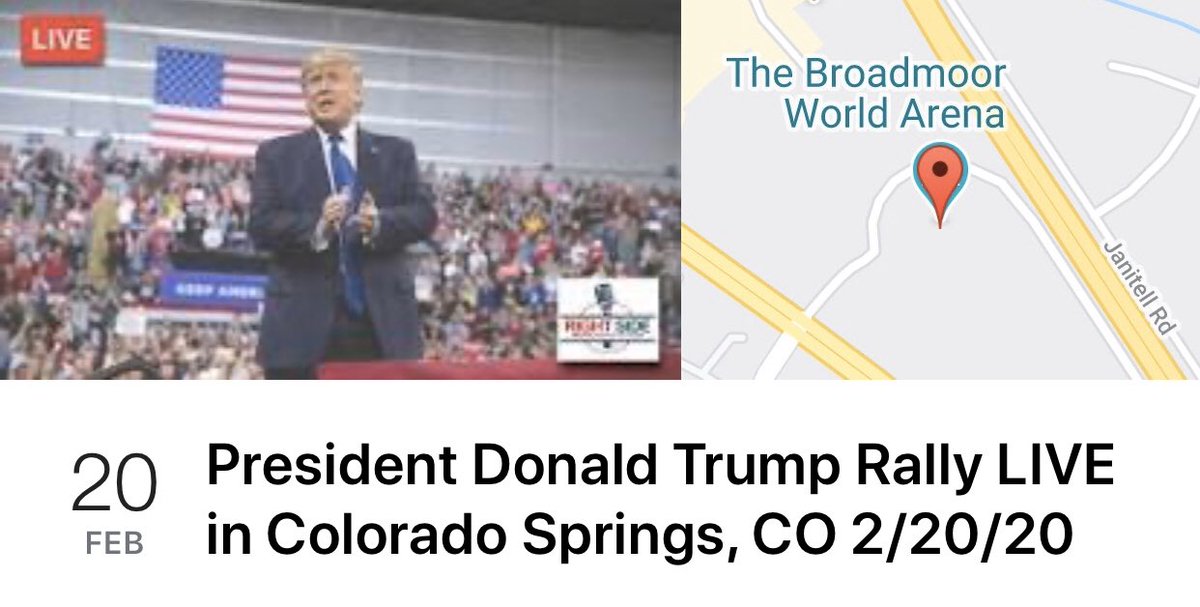 LIVE
KEEP AMERI
RIGHT SIDE
The Broadmoor
World Arena
Janitell Rd
20
FEB
President Donald Trump Rally LIVE
in Colorado Springs, CO 2/20/20